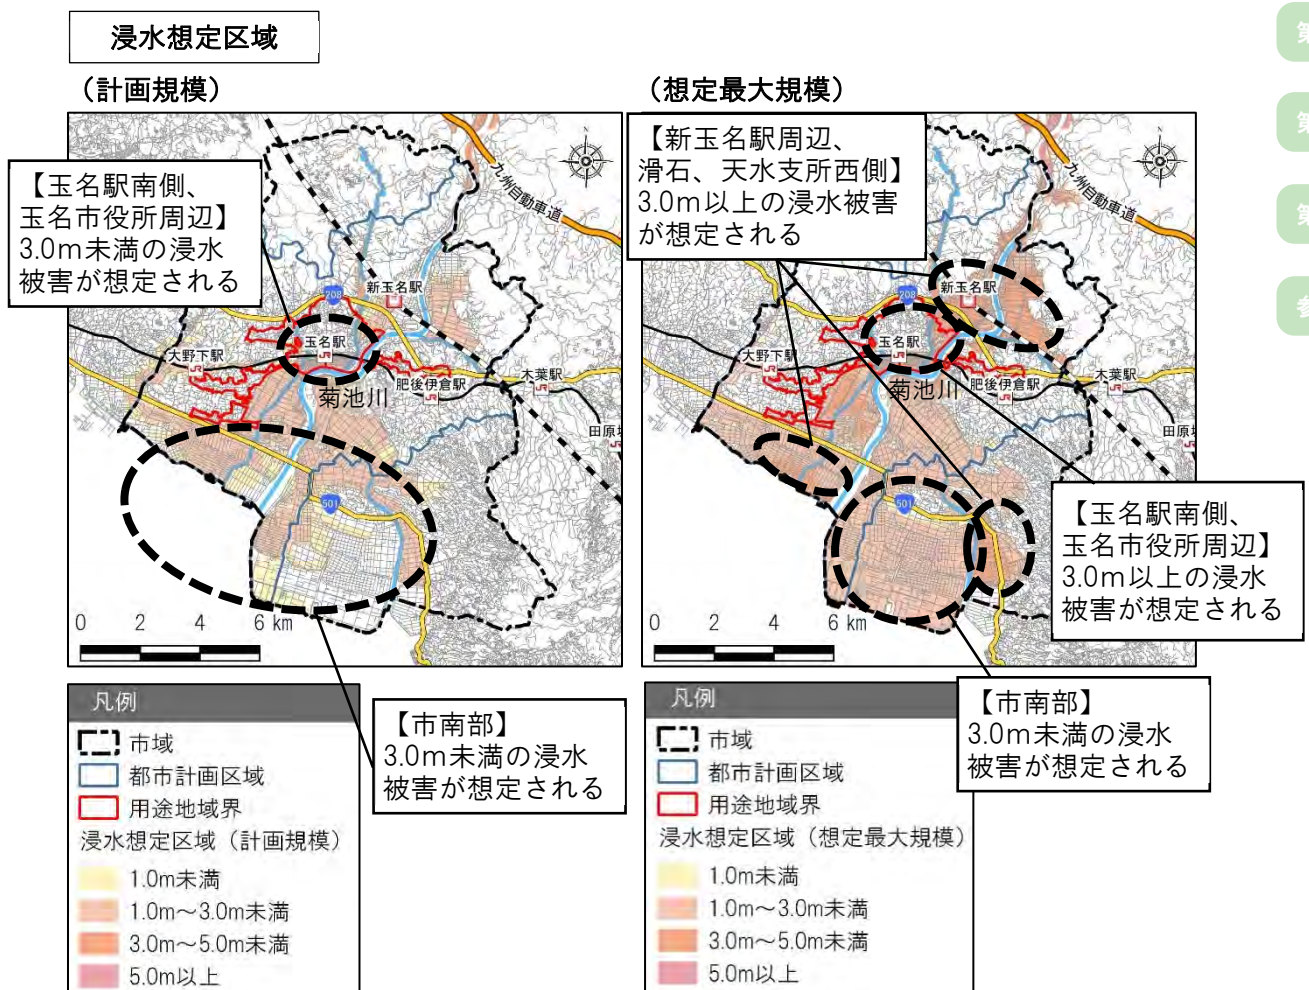 浸水想定区域
（計画規模）
【玉名駅南側、
玉名市役所周辺】
3.0m未満の浸水
被害が想定される
N
九州自動車道
208
新玉名駅
玉名駅
JR
大野下駅
JR
肥後伊倉駅
JR
木葉駅
JR
菊池川
501
0 2 4 6 km
【市南部】
3.0m未満の浸水
被害が想定される
凡例
市域
都市計画区域
用途地域界
浸水想定区域（計画規模）
1.0m未満
1.0m～3.0m未満
3.0m～5.0m未満
5.0m以上
（想定最大規模）
【新玉名駅周辺、
滑石、天水支所西側】
3.0m以上の浸水被害
が想定される
N
九州自動車道
208
新玉名駅
玉名駅
JR
大野下駅
JR
肥後伊倉駅
JR
木葉駅
JR
菊池川
501
0 2 4 6 km
【玉名駅南側、
玉名市役所周辺】
3.0m以上の浸水
被害が想定される
【市南部】
3.0m未満の浸水
被害が想定される
凡例
市域
都市計画区域
用途地域界
浸水想定区域（想定最大規模）
1.0m未満
1.0m～3.0m未満
3.0m～5.0m未満
5.0m以上
第
第
第